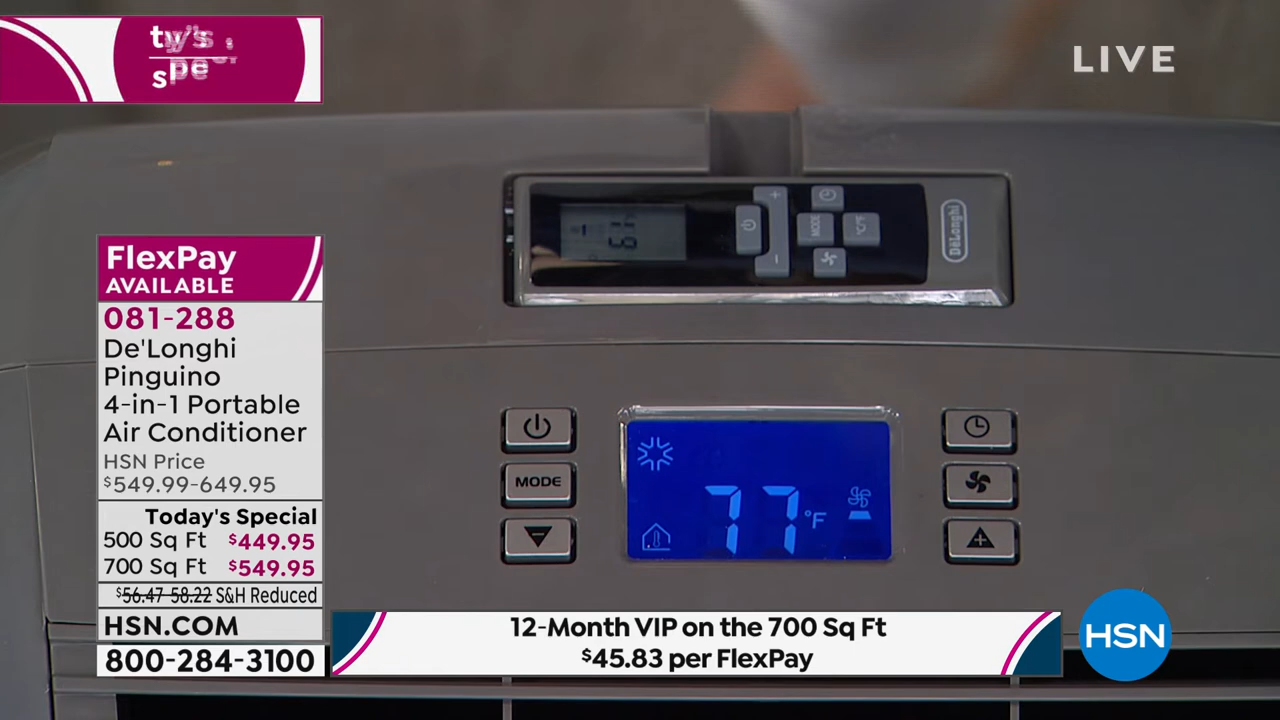 LIVE
FlexPay
AVAILABLE
081-288
De'Longhi
Pinguino
4-in-1 Portable
Air Conditioner
HSN Price
$549.99-649.95
Today's Special
500 Sq Ft $449.95
700 Sq Ft $549.95
$56.47-58.22 S&H Reduced
HSN.COM
800-284-3100
+
MODE
°C/°F
-
DēLonghi
MODE
77°F
12-Month VIP on the 700 Sq Ft
$45.83 per FlexPay
HSN